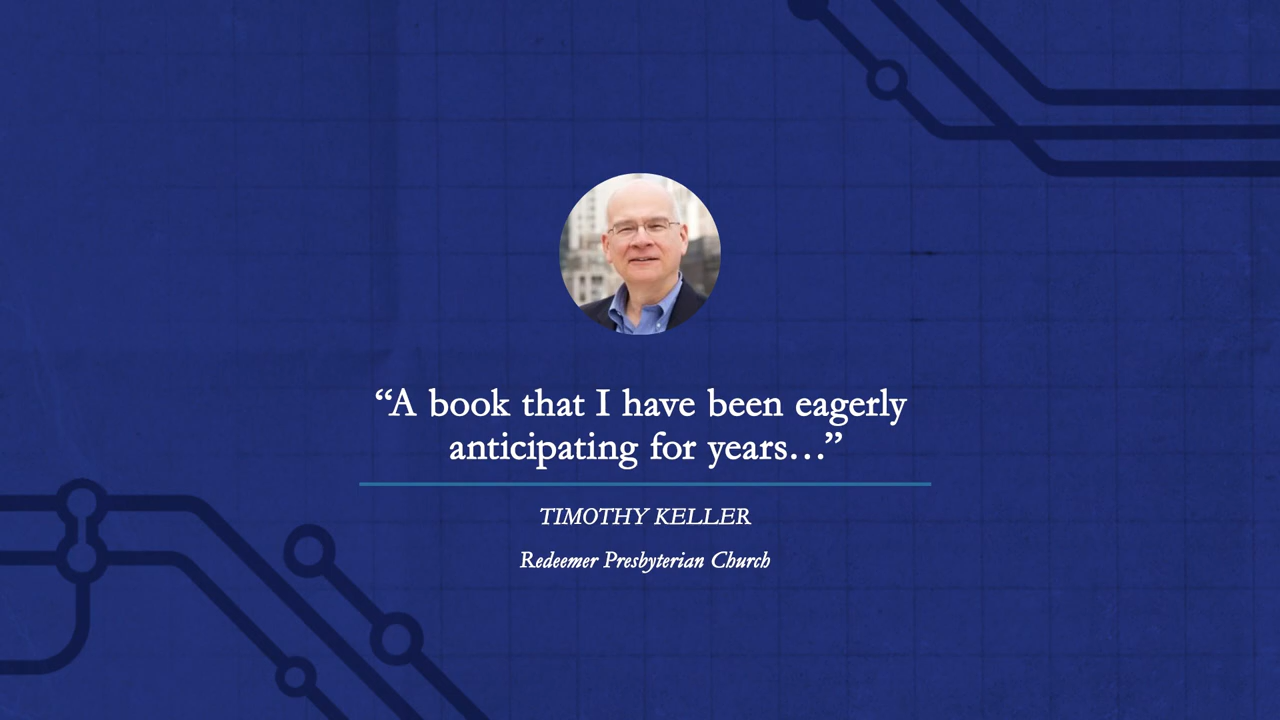 “A book that I have been eagerly
anticipating for years…”
TIMOTHY KELLER
Redeemer Presbyterian Church